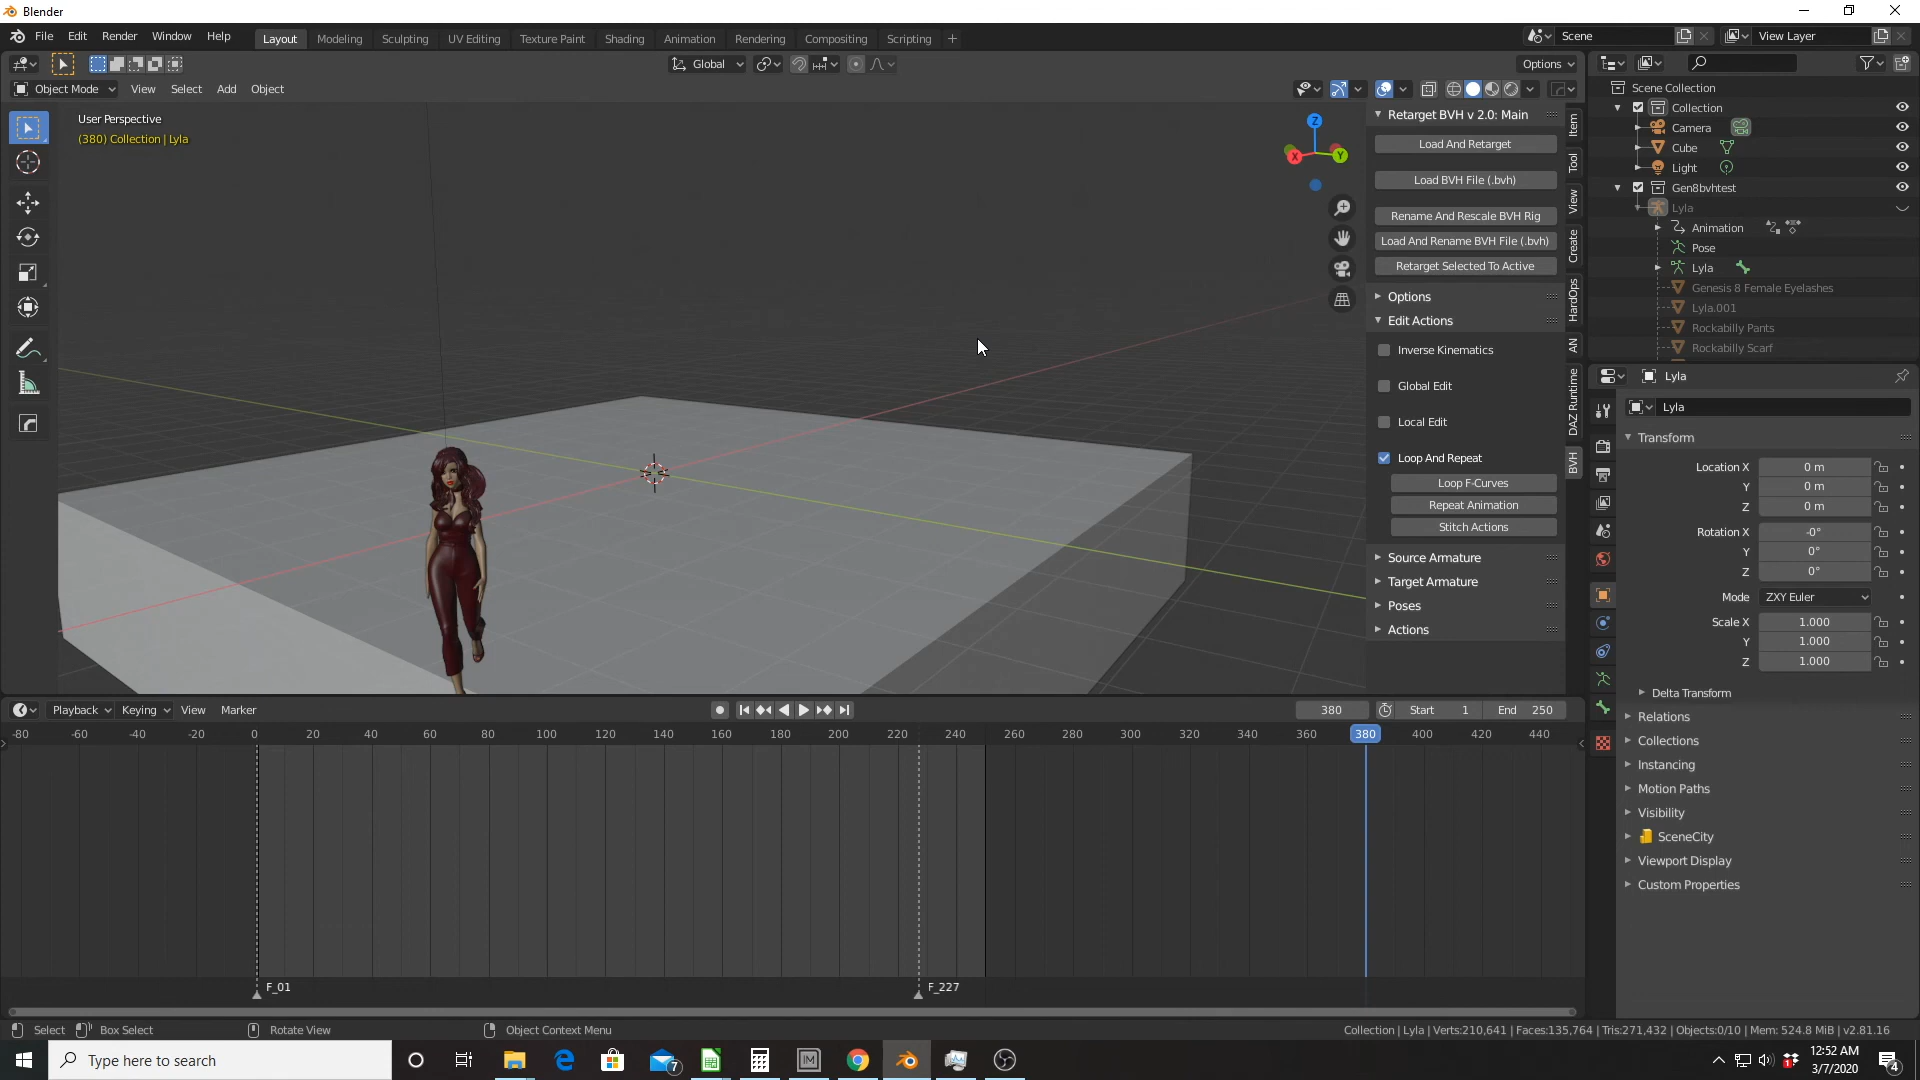 Blender
File Edit Render Window Help Layout Modeling Sculpting UV Editing Texture Paint Shading Animation Rendering Compositing Scripting + Scene View Layer
Global Options
Object Mode View Select Add Object
User Perspective
(380) Collection | Lyla
Z
X Y
Retarget BVH v 2.0: Main
Load And Retarget
Load BVH File (.bvh)
Rename And Rescale BVH Rig
Load And Rename BVH File (.bvh)
Retarget Selected To Active
Options
Edit Actions
Inverse Kinematics
Global Edit
Local Edit
Loop And Repeat
Loop F-Curves
Repeat Animation
Stitch Actions
Source Armature
Target Armature
Poses
Actions
Item
Tool
View
Create
HardOps
AN
DAZ Runtime
BVH
Scene Collection
Collection
Camera
Cube
Light
Gen8bvhtest
Lyla
Animation
Pose
Lyla
Genesis 8 Female Eyelashes
Lyla.001
Rockabilly Pants
Rockabilly Scarf
Lyla
Lyla
Transform
Location X 0 m
Y 0 m
Z 0 m
Rotation X -0°
Y 0°
Z 0°
Mode ZXY Euler
Scale X 1.000
Y 1.000
Z 1.000
Delta Transform
Relations
Collections
Instancing
Motion Paths
Visibility
SceneCity
Viewport Display
Custom Properties
Playback Keying View Marker 380 Start 1 End 250
-80 -60 -40 -20 0 20 40 60 80 100 120 140 160 180 200 220 240 260 280 300 320 340 360 380 400 420 440
F_01 F_227
Select Box Select Rotate View Object Context Menu Collection | Lyla | Verts:210,641 | Faces:135,764 | Tris:271,432 | Objects:0/10 | Mem: 524.8 MiB | v2.81.16
Type here to search 7 IM 1 12:52 AM
3/7/2020 4